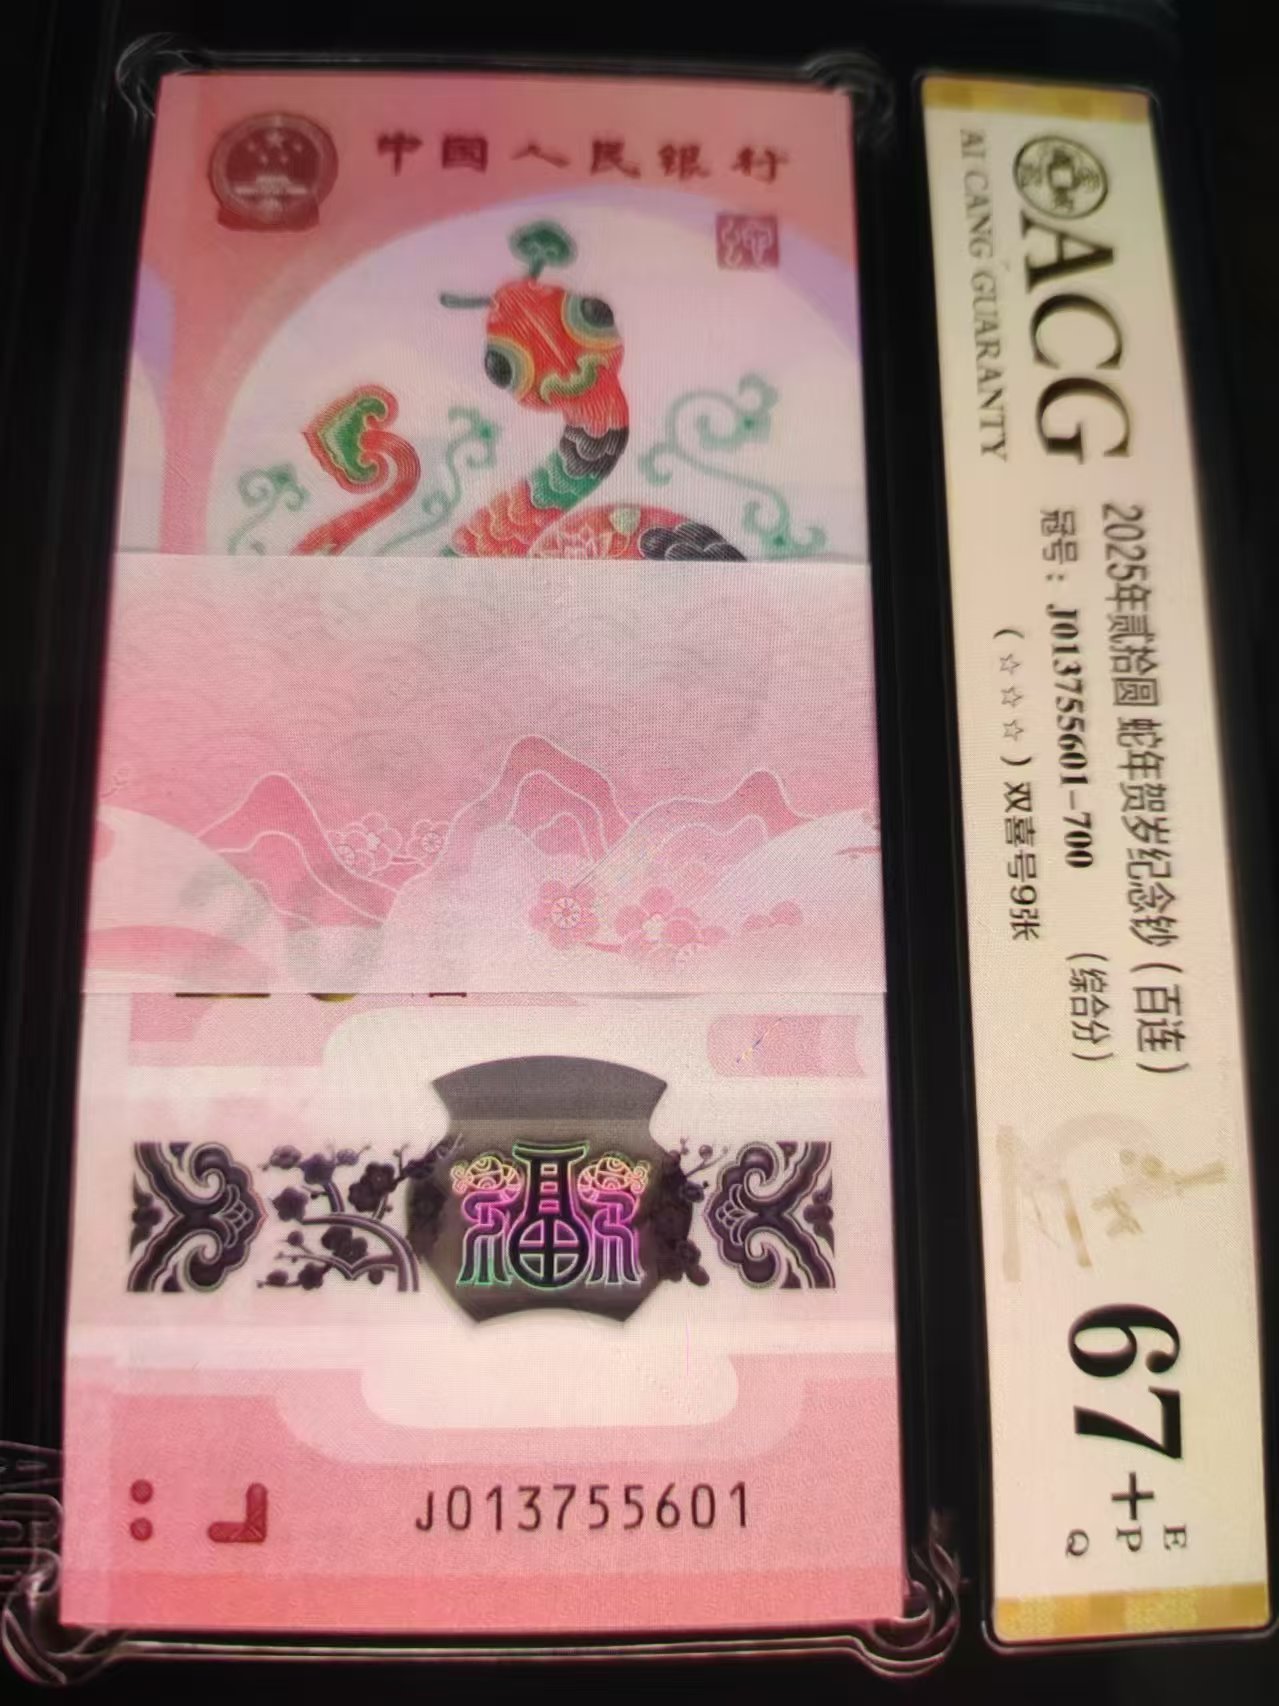 中国人民银行
J013755601
ACG
AI CANG GUARANTY
2025年贰拾圆 蛇年贺岁纪念钞（百连）
冠号：J013755601-700 （综合分）
（☆☆☆）双喜号9张
67+
E
P
Q